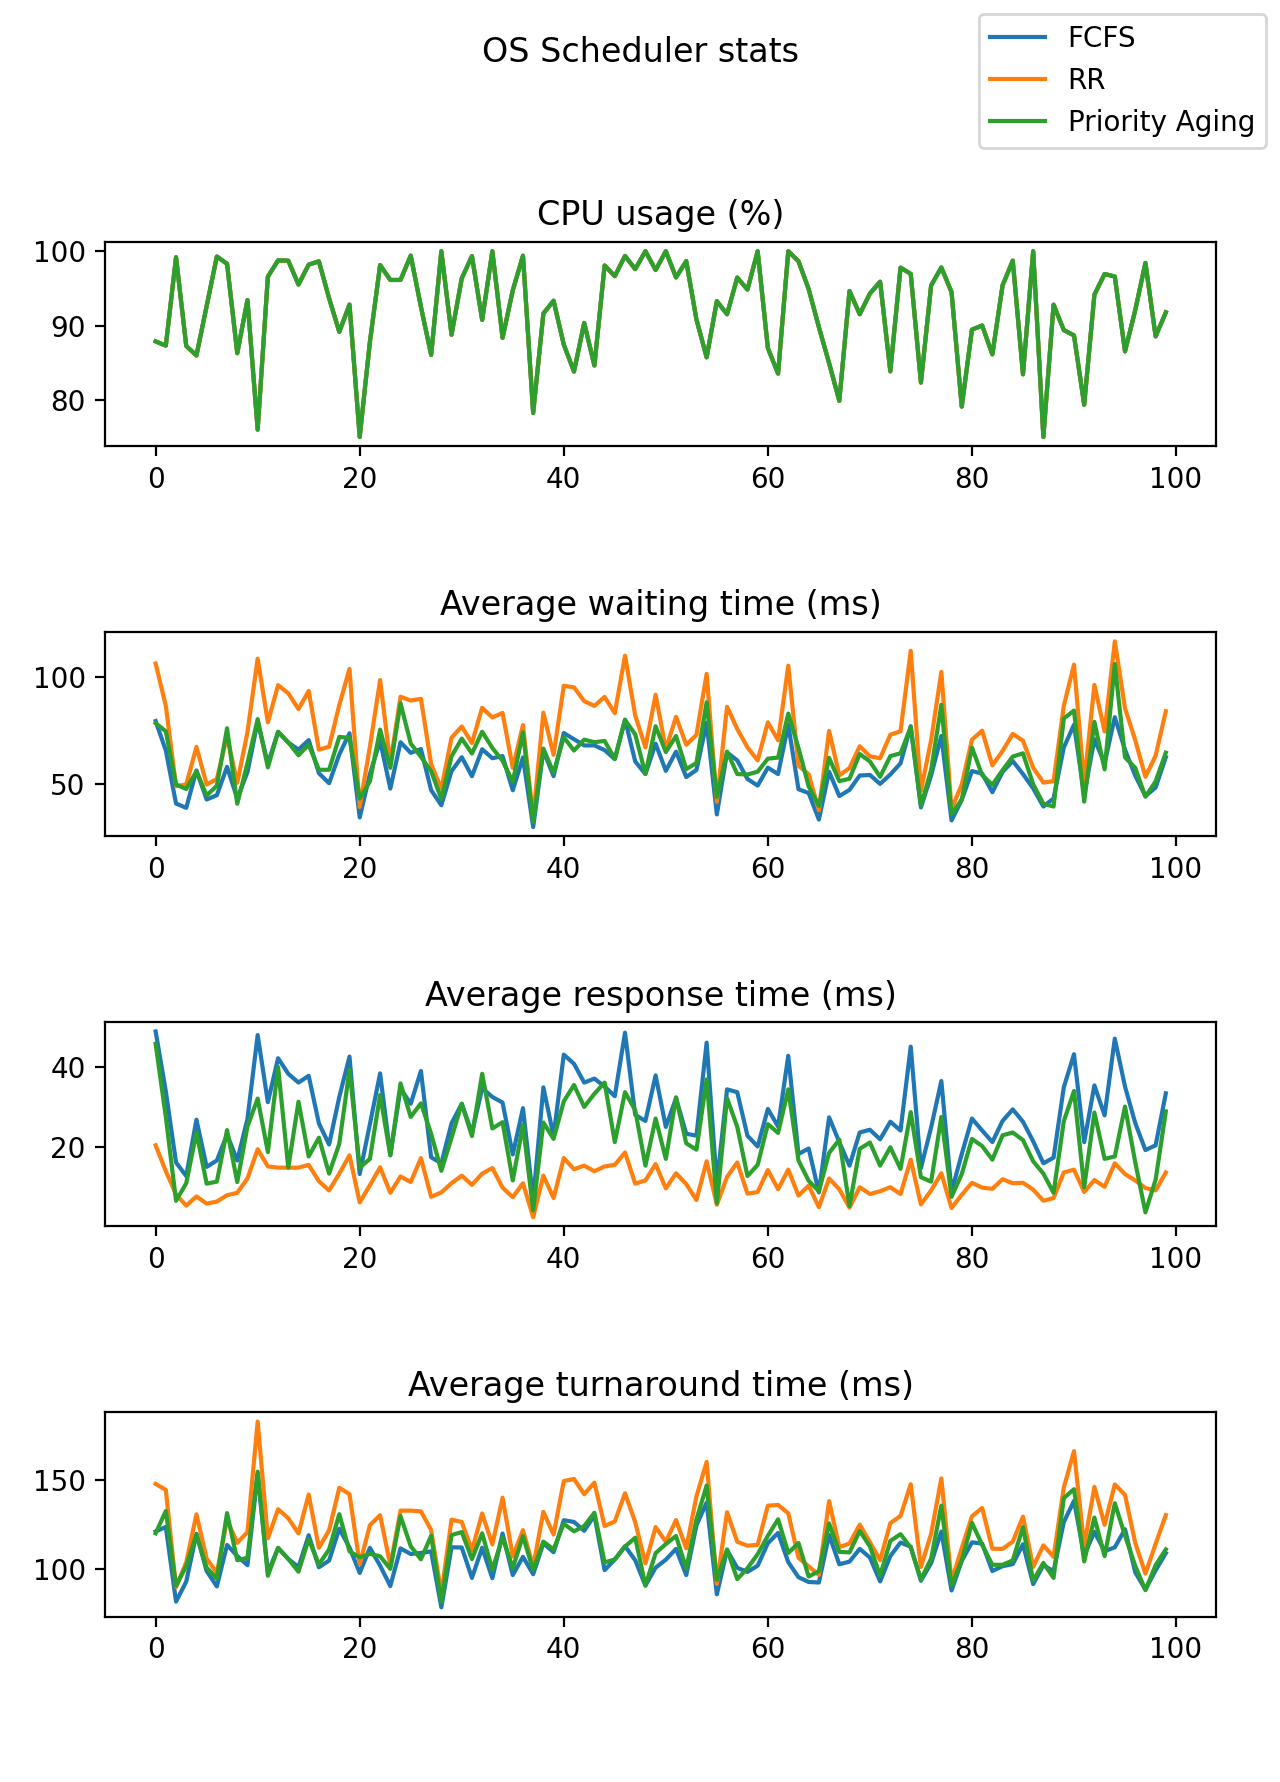 OS Scheduler stats
FCFS
RR
Priority Aging
CPU usage (%)
100
90
80
0 20 40 60 80 100
Average waiting time (ms)
100
50
0 20 40 60 80 100
Average response time (ms)
40
20
0 20 40 60 80 100
Average turnaround time (ms)
150
100
0 20 40 60 80 100